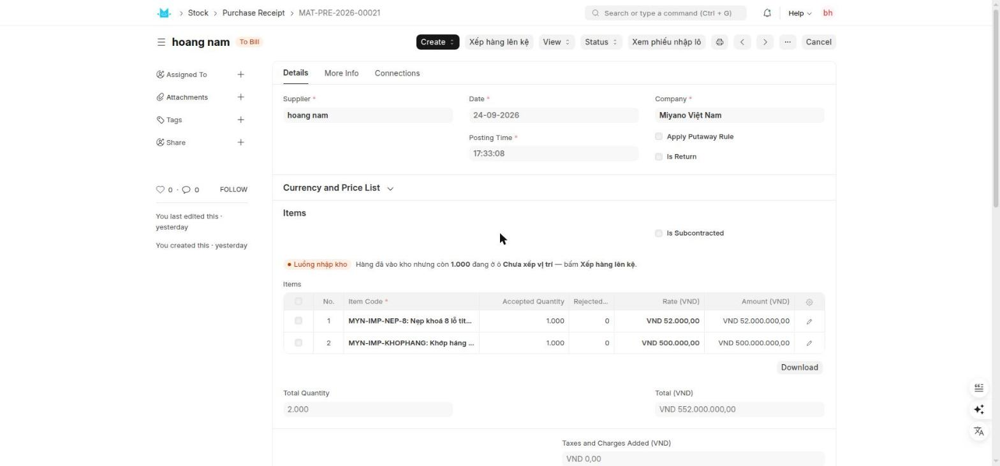 Stock
Purchase Receipt
MAT-PRE-2026-00021
Search or type a command (Ctrl + G)
Help
bh
hoang nam
To Bill
Create
Xếp hàng lên kệ
View
Status
Xem phiếu nhập lô
Cancel
Assigned To
Attachments
Tags
Share
0 · 0
FOLLOW
You last edited this ·
yesterday
You created this · yesterday
Details
More Info
Connections
Supplier *
hoang nam
Date *
24-09-2026
Company *
Miyano Việt Nam
Posting Time *
17:33:08
Apply Putaway Rule
Is Return
Currency and Price List
Items
Is Subcontracted
Luồng nhập kho
Hàng đã vào kho nhưng còn 1.000 đang ở ô Chưa xếp vị trí — bấm Xếp hàng lên kệ.
Items
No.
Item Code *
Accepted Quantity
Rejected...
Rate (VND)
Amount (VND)
1
MYN-IMP-NEP-8: Nẹp khoá 8 lỗ tit...
1.000
0
VND 52.000,00
VND 52.000.000,00
2
MYN-IMP-KHOPHANG: Khớp háng ...
1.000
0
VND 500.000,00
VND 500.000.000,00
Download
Total Quantity
2.000
Total (VND)
VND 552.000.000,00
Taxes and Charges Added (VND)
VND 0,00